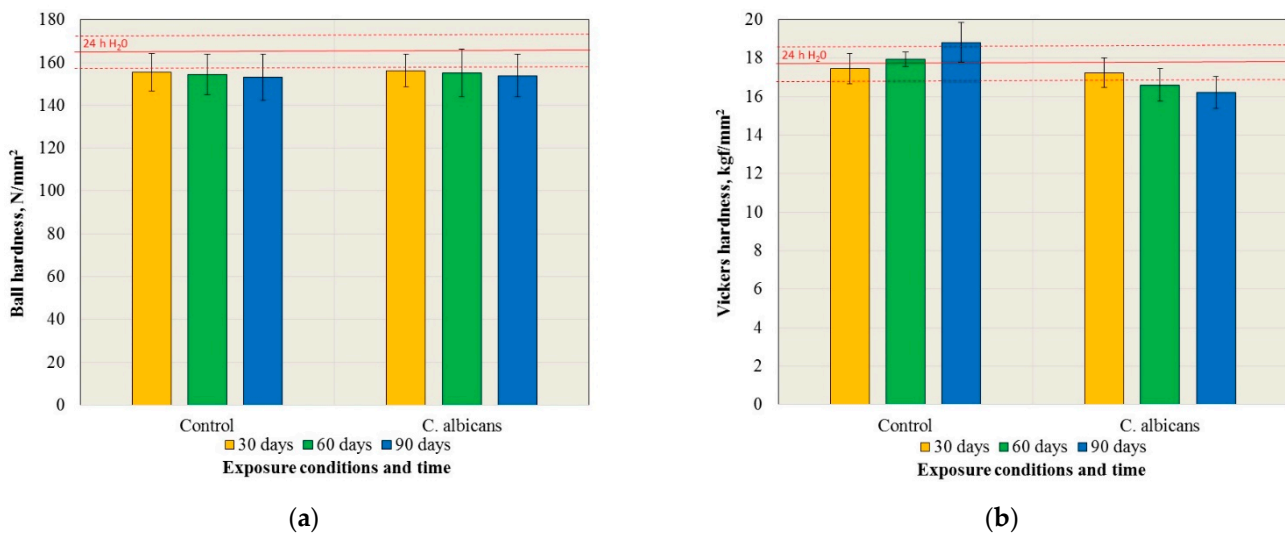 180
160
140
120
100
80
60
40
20
0
Ball hardness, N/mm²
24 h H₂0
Control
C. albicans
30 days 60 days 90 days
Exposure conditions and time
(a)
20
18
16
14
12
10
8
6
4
2
0
Vickers hardness, kgf/mm²
24 h H₂0
Control
C. albicans
30 days 60 days 90 days
Exposure conditions and time
(b)